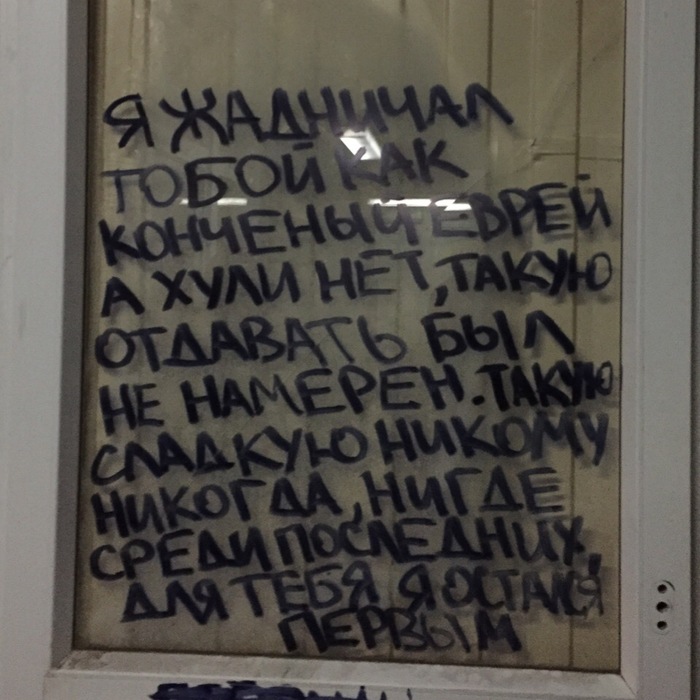 Я ЖАДНИЧАЛ
ТОБОЙ КАК
КОНЧЕНЫЙ ЕВРЕЙ
А ХУЛИ НЕТ, ТАКУЮ
ОТДАВАТЬ БЫЛ
НЕ НАМЕРЕН. ТАКУЮ
СЛАДКУЮ НИКОМУ
НИКОГДА, НИГДЕ
СРЕДИ ПОСЛЕДНИХ,
ДЛЯ ТЕБЯ Я ОСТАЛСЯ
ПЕРВЫМ